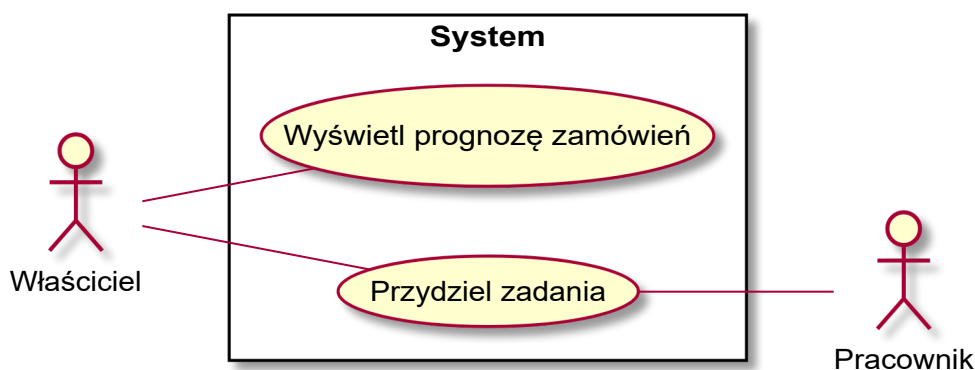 System
Wyświetl prognozę zamówień
Właściciel
Przydziel zadania
Pracownik